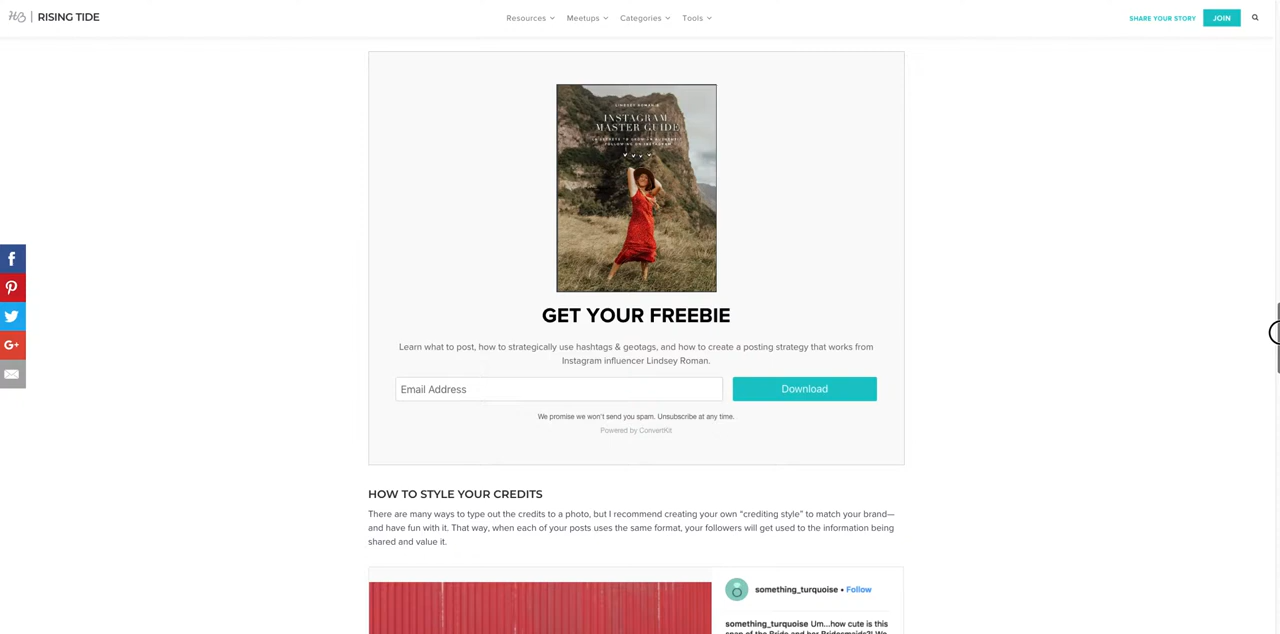 HB | RISING TIDE
Resources
Meetups
Categories
Tools
SHARE YOUR STORY
JOIN
INSTAGRAM
MASTER GUIDE
GET YOUR FREEBIE
Learn what to post, how to strategically use hashtags & geotags, and how to create a posting strategy that works from
Instagram influencer Lindsey Roman.
Email Address
Download
We promise we won't send you spam. Unsubscribe at any time.
Powered by ConvertKit
HOW TO STYLE YOUR CREDITS
There are many ways to type out the credits to a photo, but I recommend creating your own “crediting style” to match your brand—
and have fun with it. That way, when each of your posts uses the same format, your followers will get used to the information being
shared and value it.
something_turquoise • Follow
something_turquoise Um...how cute is this